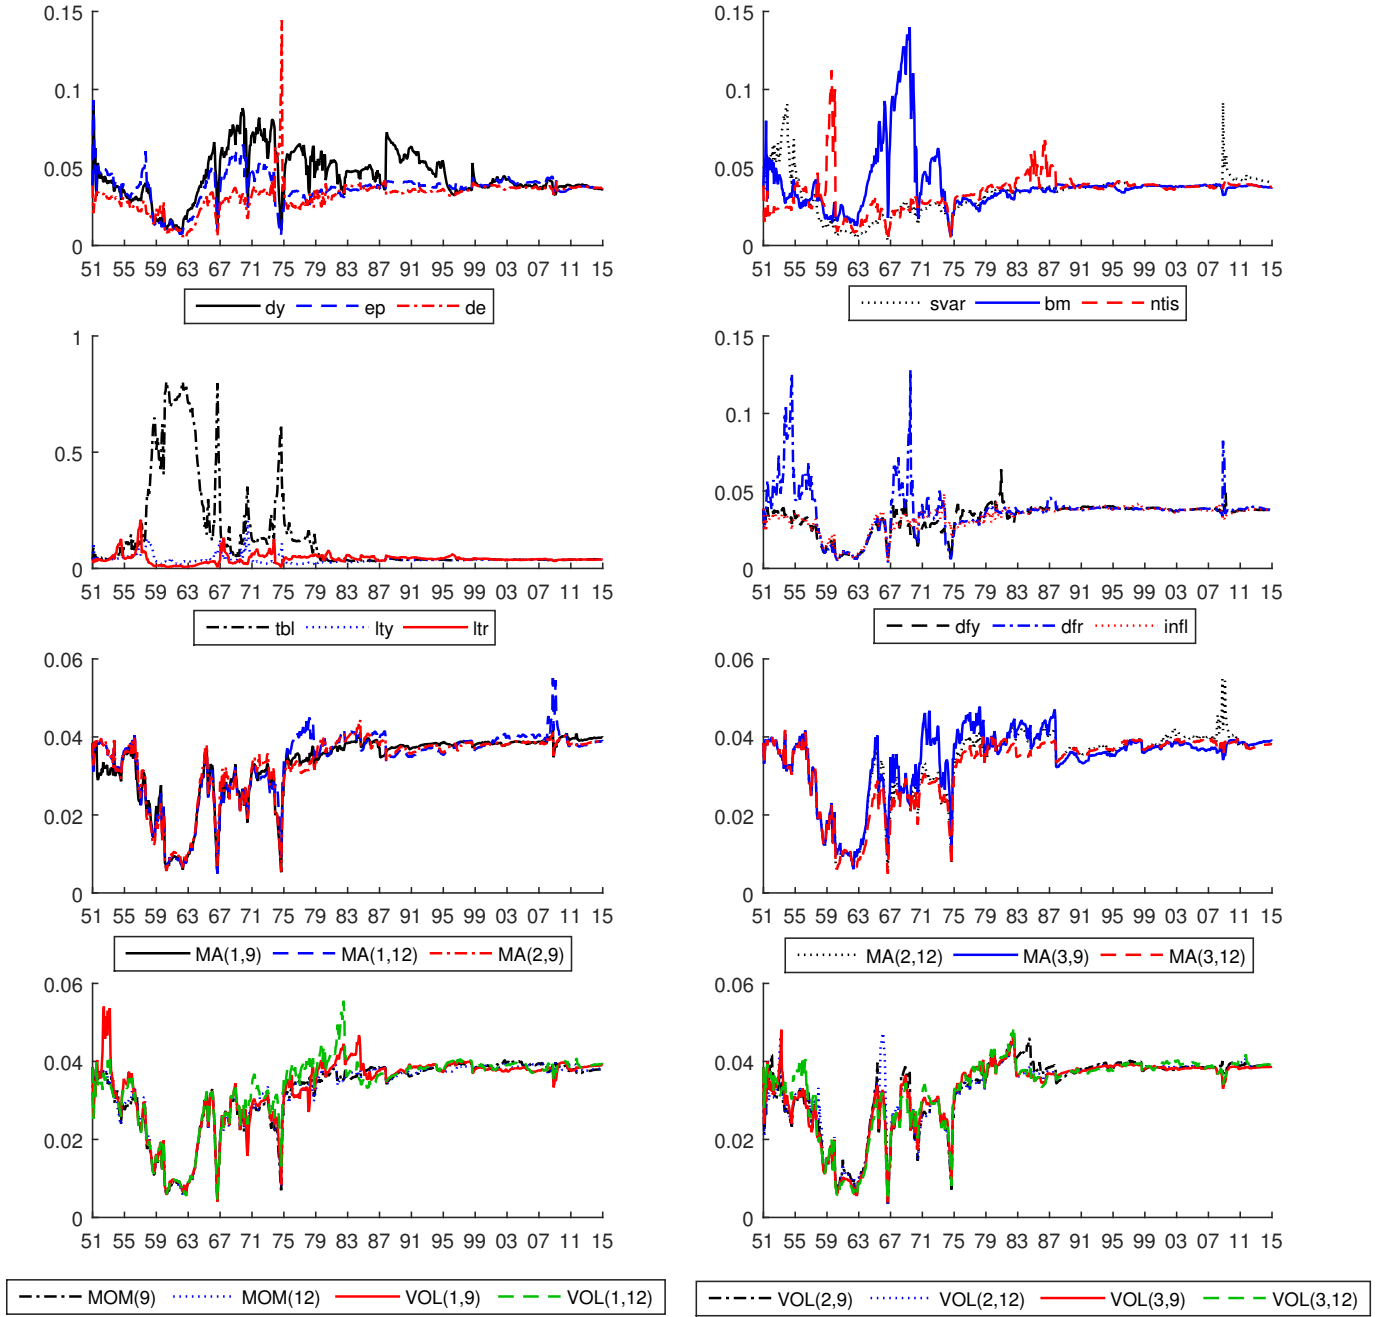 0.15
0.1
0.05
0
51 55 59 63 67 71 75 79 83 87 91 95 99 03 07 11 15
dy ep de
0.15
0.1
0.05
0
51 55 59 63 67 71 75 79 83 87 91 95 99 03 07 11 15
svar bm ntis
1
0.5
0
51 55 59 63 67 71 75 79 83 87 91 95 99 03 07 11 15
tbl lty ltr
0.15
0.1
0.05
0
51 55 59 63 67 71 75 79 83 87 91 95 99 03 07 11 15
dfy dfr infl
0.06
0.04
0.02
0
51 55 59 63 67 71 75 79 83 87 91 95 99 03 07 11 15
MA(1,9) MA(1,12) MA(2,9)
0.06
0.04
0.02
0
51 55 59 63 67 71 75 79 83 87 91 95 99 03 07 11 15
MA(2,12) MA(3,9) MA(3,12)
0.06
0.04
0.02
0
51 55 59 63 67 71 75 79 83 87 91 95 99 03 07 11 15
MOM(9) MOM(12) VOL(1,9) VOL(1,12)
0.06
0.04
0.02
0
51 55 59 63 67 71 75 79 83 87 91 95 99 03 07 11 15
VOL(2,9) VOL(2,12) VOL(3,9) VOL(3,12)